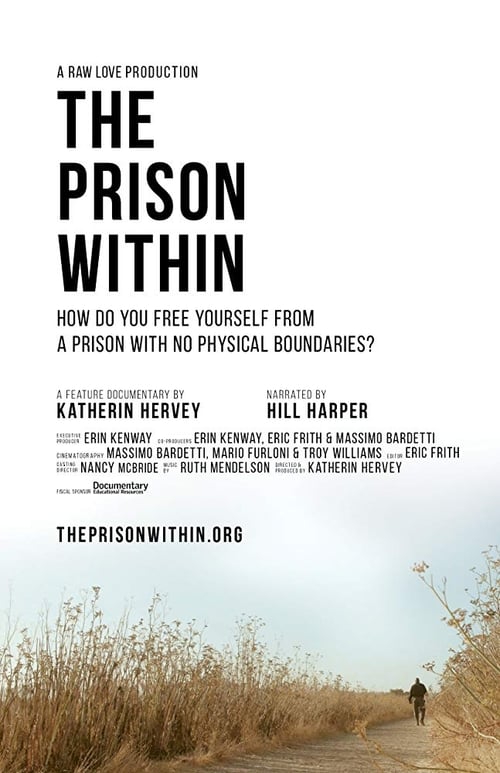 A RAW LOVE PRODUCTION
THE
PRISON
WITHIN
HOW DO YOU FREE YOURSELF FROM
A PRISON WITH NO PHYSICAL BOUNDARIES?
A FEATURE DOCUMENTARY BY
KATHERIN HERVEY
NARRATED BY
HILL HARPER
EXECUTIVE PRODUCER ERIN KENWAY CO-PRODUCERS ERIN KENWAY, ERIC FRITH & MASSIMO BARDETTI
CINEMATOGRAPHY MASSIMO BARDETTI, MARIO FURLONI & TROY WILLIAMS EDITOR ERIC FRITH
CASTING DIRECTOR NANCY MCBRIDE MUSIC BY RUTH MENDELSON DIRECTED & PRODUCED BY KATHERIN HERVEY
FISCAL SPONSOR Documentary Educational Resources
THEPRISONWITHIN.ORG